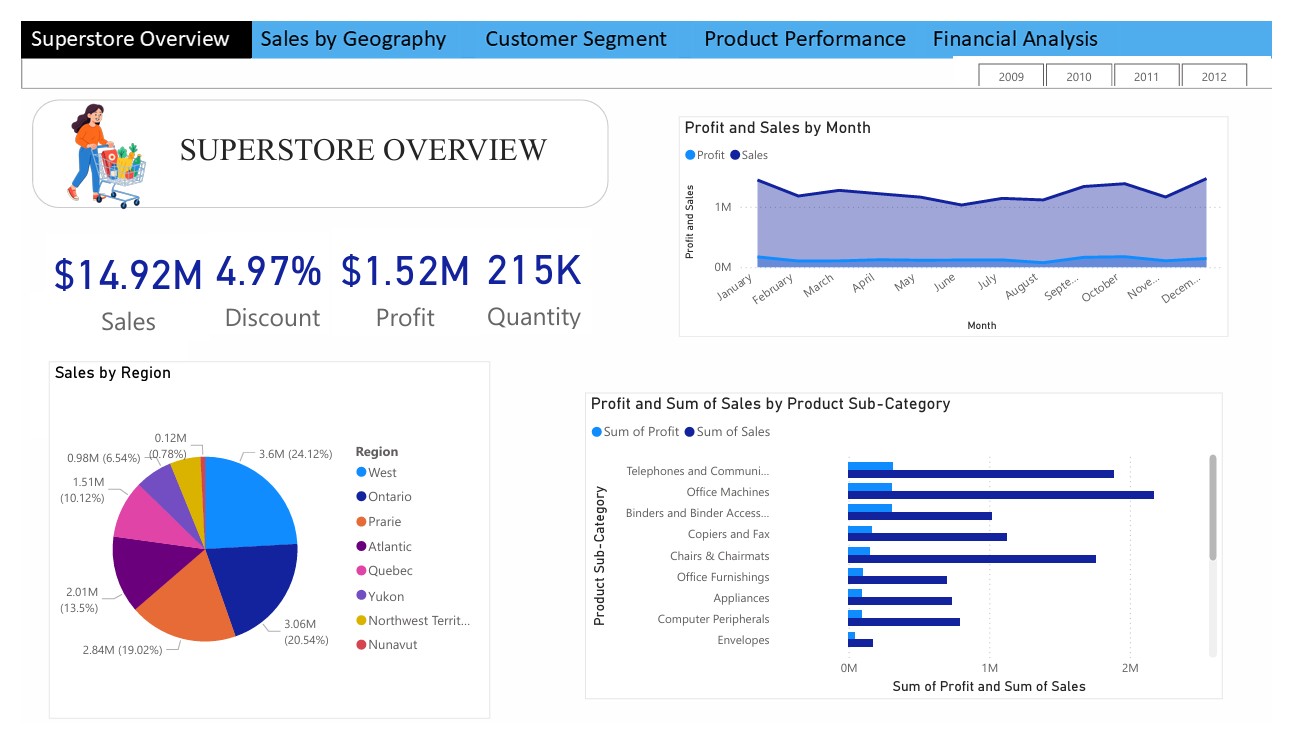 Superstore Overview Sales by Geography Customer Segment Product Performance Financial Analysis
2009 2010 2011 2012
SUPERSTORE OVERVIEW
$14.92M 4.97% $1.52M 215K
Sales Discount Profit Quantity
Profit and Sales by Month
Profit Sales
Profit and Sales
1M
0M
January February March April May June July August Septe... October Nove... Decem...
Month
Sales by Region
0.12M
(0.78%)
0.98M (6.54%)
1.51M
(10.12%)
2.01M
(13.5%)
2.84M (19.02%)
3.06M
(20.54%)
3.6M (24.12%)
Region
West
Ontario
Prarie
Atlantic
Quebec
Yukon
Northwest Territ...
Nunavut
Profit and Sum of Sales by Product Sub-Category
Sum of Profit Sum of Sales
Product Sub-Category
Telephones and Communi...
Office Machines
Binders and Binder Access...
Copiers and Fax
Chairs & Chairmats
Office Furnishings
Appliances
Computer Peripherals
Envelopes
0M 1M 2M
Sum of Profit and Sum of Sales